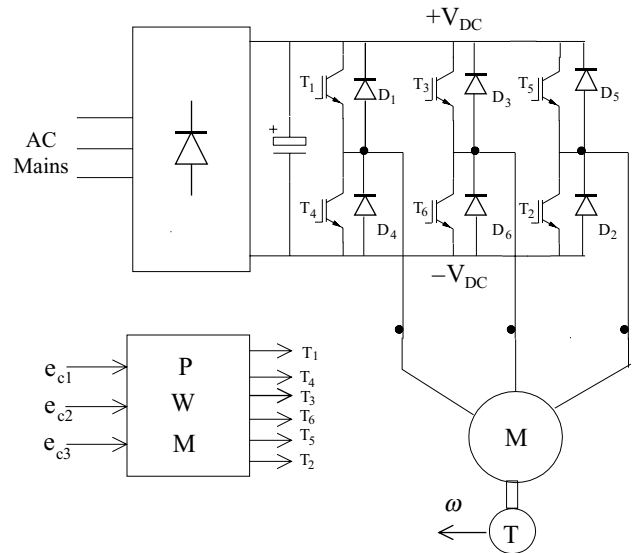 +V_DC
T_1
D_1
T_3
D_3
T_5
D_5
AC
Mains
+
T_4
D_4
T_6
D_6
T_2
D_2
−V_DC
e_c1
e_c2
e_c3
P
W
M
T_1
T_4
T_3
T_6
T_5
T_2
M
ω
T